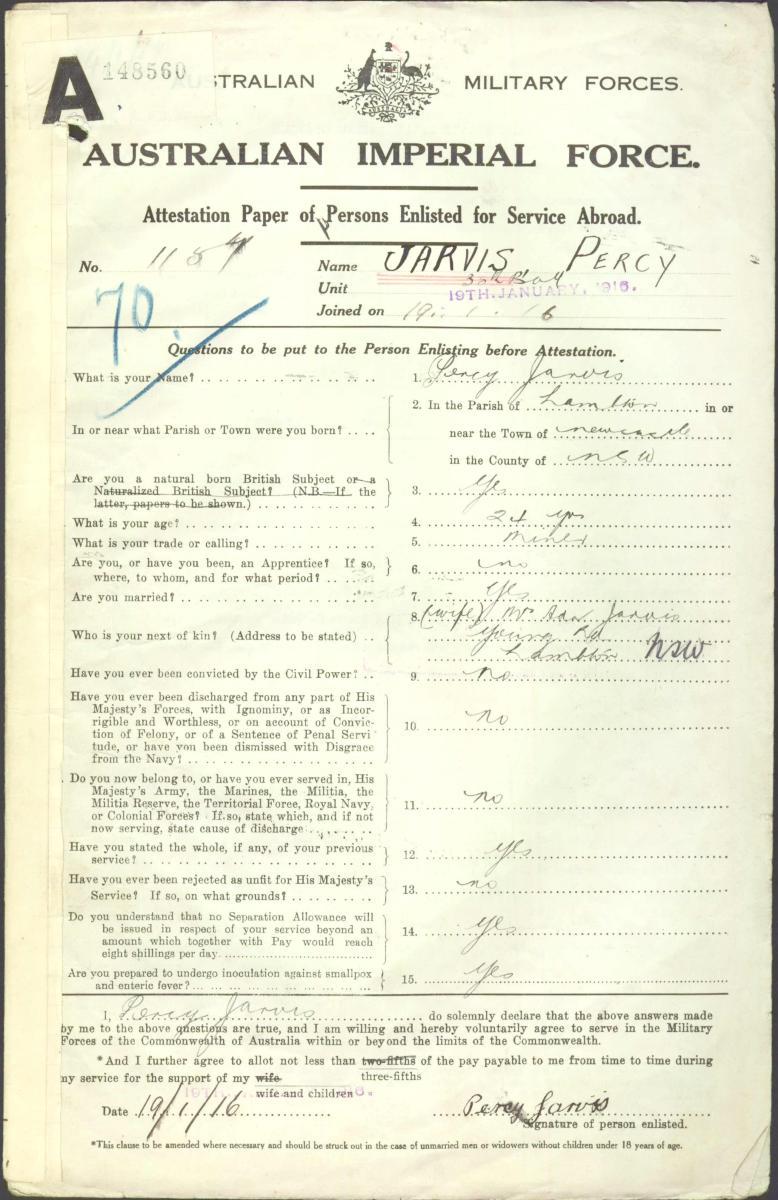 A
148560
AUSTRALIAN MILITARY FORCES.
AUSTRALIA
AUSTRALIAN IMPERIAL FORCE.
Attestation Paper of Persons Enlisted for Service Abroad.
No. 1157
Name JARVIS PERCY
Unit
19TH. JANUARY. 1916.
Joined on 19. 1. 16
70.
Questions to be put to the Person Enlisting before Attestation.
What is your Name? .. 1. Percy Jarvis
In or near what Parish or Town were you born? .. 2. In the Parish of Lambton in or
near the Town of Newcastle
in the County of NSW
Are you a natural born British Subject or a
Naturalized British Subject? (N.B.—If the
latter, papers to be shown.) .. 3. Yes
What is your age? .. 4. 24 yrs
What is your trade or calling? .. 5. Miner
Are you, or have you been, an Apprentice? If so,
where, to whom, and for what period? .. 6. no
Are you married? .. 7. Yes
Who is your next of kin? (Address to be stated) .. 8. (wife) Mrs Ada Jarvis
Young Rd
Lambton NSW
Have you ever been convicted by the Civil Power? .. 9. no
Have you ever been discharged from any part of His
Majesty's Forces, with Ignominy, or as Incor-
rigible and Worthless, or on account of Convic-
tion of Felony, or of a Sentence of Penal Servi
tude, or have you been dismissed with Disgrace
from the Navy? .. 10. no
Do you now belong to, or have you ever served in, His
Majesty's Army, the Marines, the Militia, the
Militia Reserve, the Territorial Force, Royal Navy,
or Colonial Forces? If so, state which, and if not
now serving, state cause of discharge .. 11. no
Have you stated the whole, if any, of your previous
service? .. 12. Yes
Have you ever been rejected as unfit for His Majesty's
Service? If so, on what grounds? .. 13. no
Do you understand that no Separation Allowance will
be issued in respect of your service beyond an
amount which together with Pay would reach
eight shillings per day .. 14. Yes
Are you prepared to undergo inoculation against smallpox
and enteric fever? .. 15. Yes
I, Percy Jarvis do solemnly declare that the above answers made
by me to the above questions are true, and I am willing and hereby voluntarily agree to serve in the Military
Forces of the Commonwealth of Australia within or beyond the limits of the Commonwealth.
*And I further agree to allot not less than two-fifths of the pay payable to me from time to time during
three-fifths
my service for the support of my wife
wife and children
Date 19/1/16 Percy Jarvis
Signature of person enlisted.
*This clause to be amended where necessary and should be struck out in the case of unmarried men or widowers without children under 18 years of age.